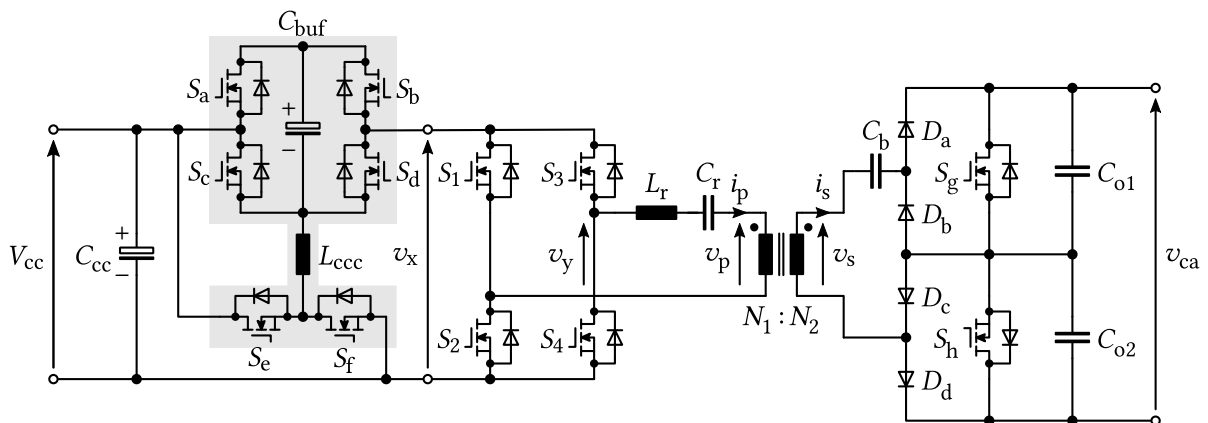 C_buf
S_a
S_b
+
−
S_c
S_d
V_cc
C_cc
+
−
L_ccc
S_e
S_f
v_x
S_1
S_3
S_2
S_4
v_y
L_r
C_r
i_p
v_p
N_1 : N_2
i_s
v_s
C_b
D_a
D_b
D_c
D_d
S_g
S_h
C_o1
C_o2
v_ca